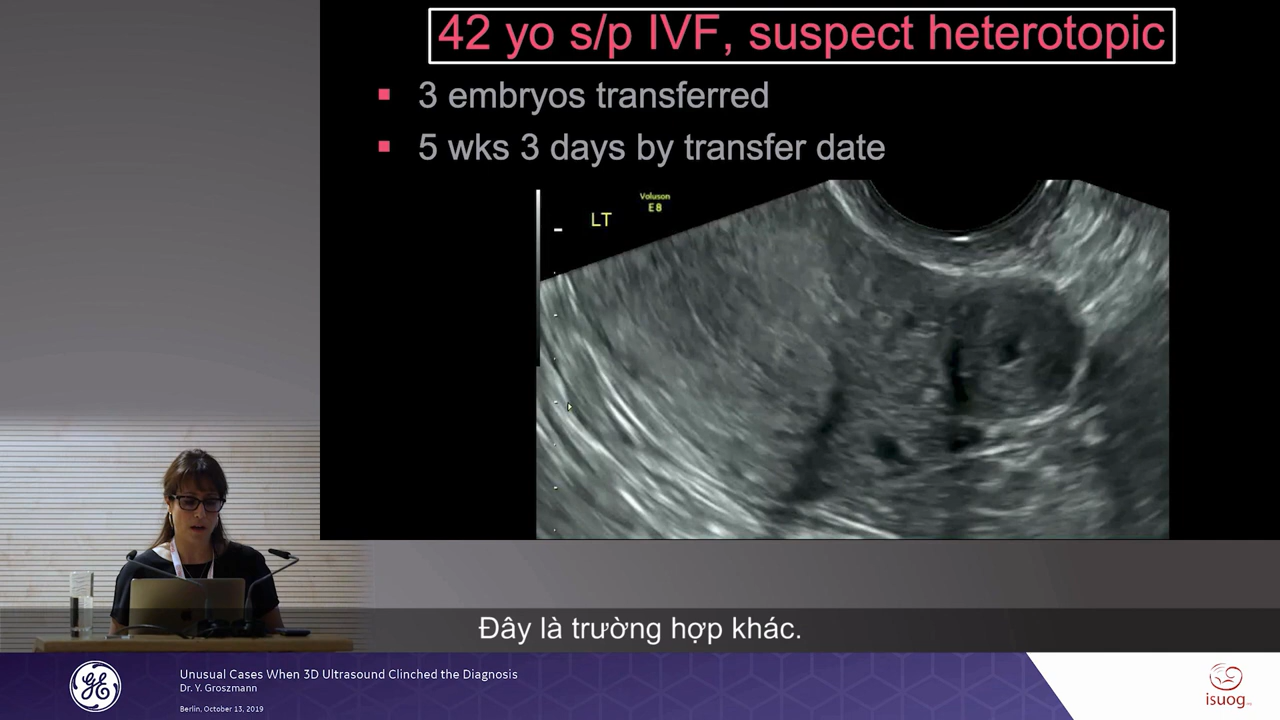 42 yo s/p IVF, suspect heterotopic
▪ 3 embryos transferred
▪ 5 wks 3 days by transfer date
Voluson
E8
LT
Đây là trường hợp khác.
Unusual Cases When 3D Ultrasound Clinched the Diagnosis
Dr. Y. Groszmann
Berlin, October 13, 2019
GE
isuog